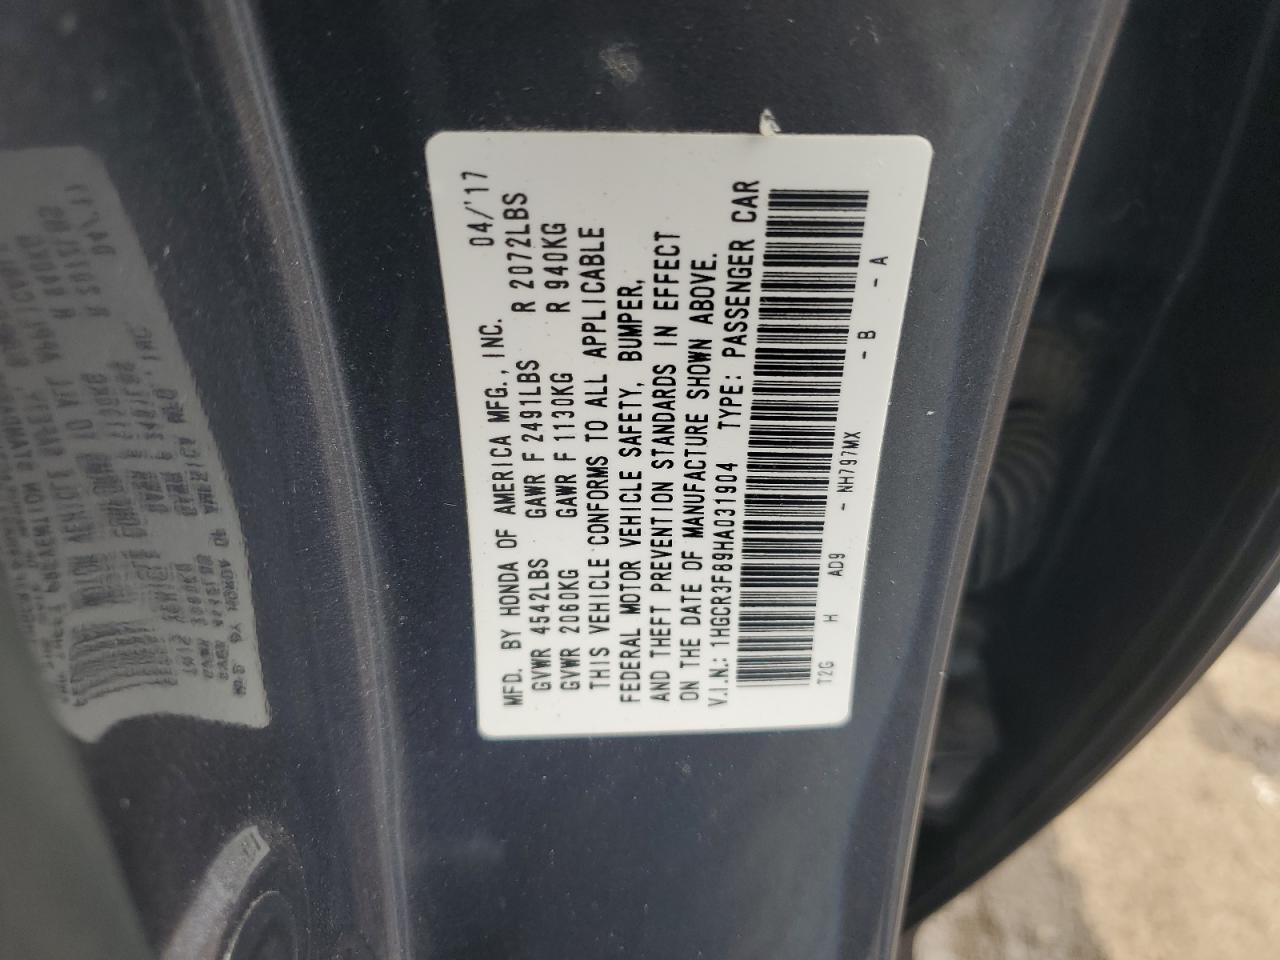 MFD. BY HONDA OF AMERICA MFG., INC. 04/'17
GVWR 4542LBS GAWR F 2491LBS R 2072LBS
GVWR 2060KG GAWR F 1130KG R 940KG
THIS VEHICLE CONFORMS TO ALL APPLICABLE
FEDERAL MOTOR VEHICLE SAFETY, BUMPER,
AND THEFT PREVENTION STANDARDS IN EFFECT
ON THE DATE OF MANUFACTURE SHOWN ABOVE.
V.I.N.: 1HGCR3F89HA031904 TYPE: PASSENGER CAR
T2G H AD9 - NH797MX - B - A